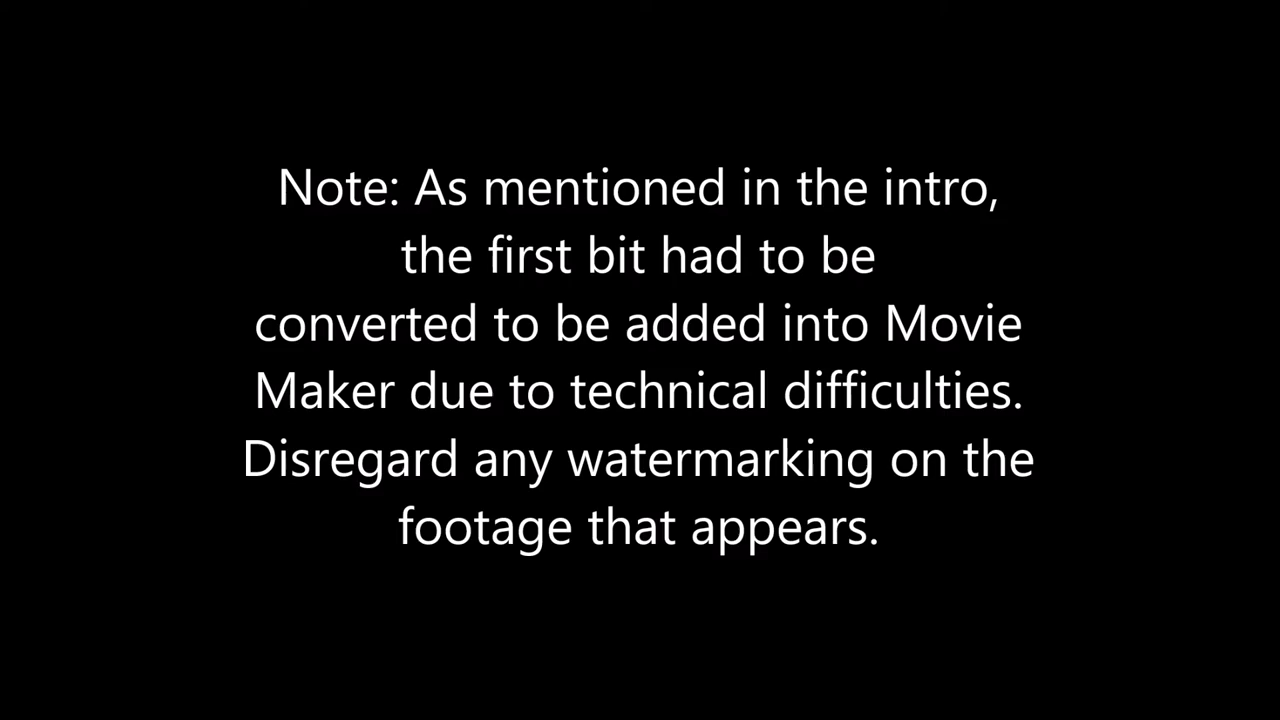 Note: As mentioned in the intro,
the first bit had to be
converted to be added into Movie
Maker due to technical difficulties.
Disregard any watermarking on the
footage that appears.